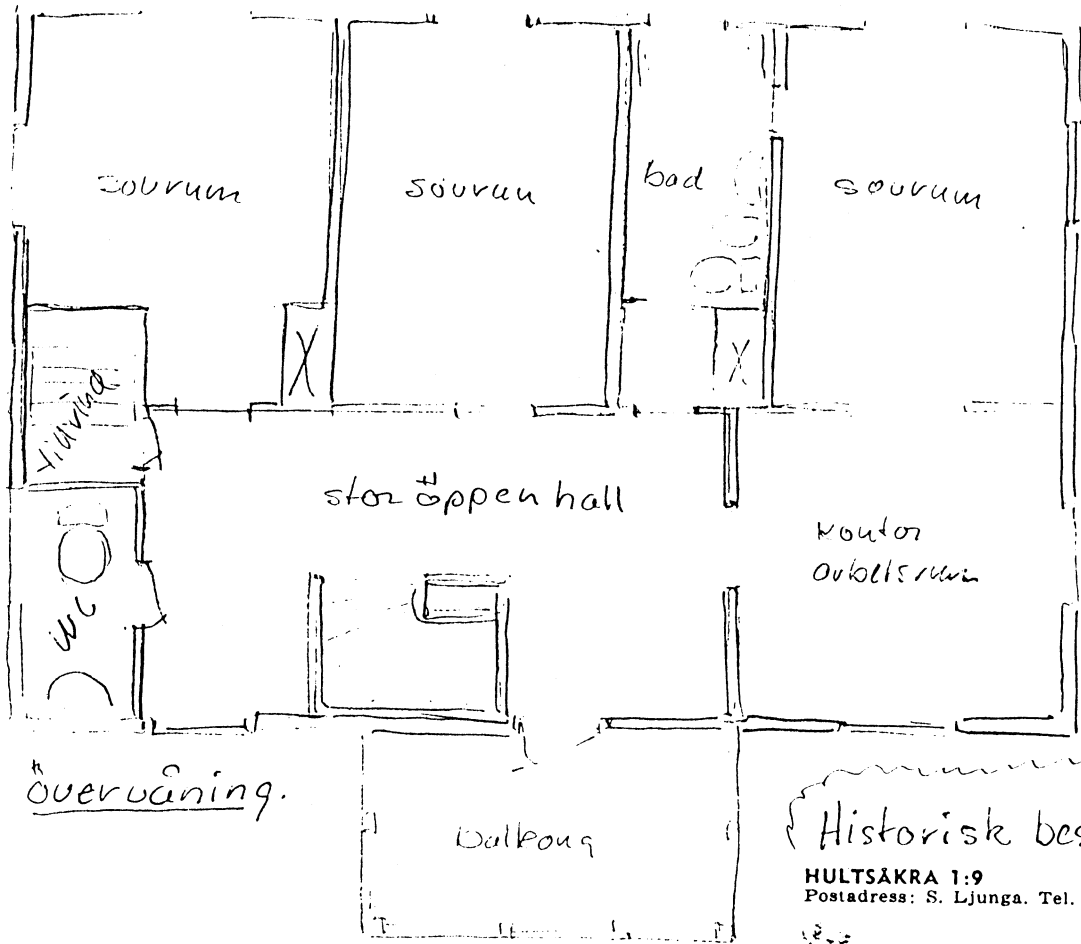 sovrum
sovrum
bad
sovrum
stor öppen hall
kontor
arbetsrum
WC
övervåning.
balkong
Historisk bes
HULTSÅKRA 1:9
Postadress: S. Ljunga. Tel.